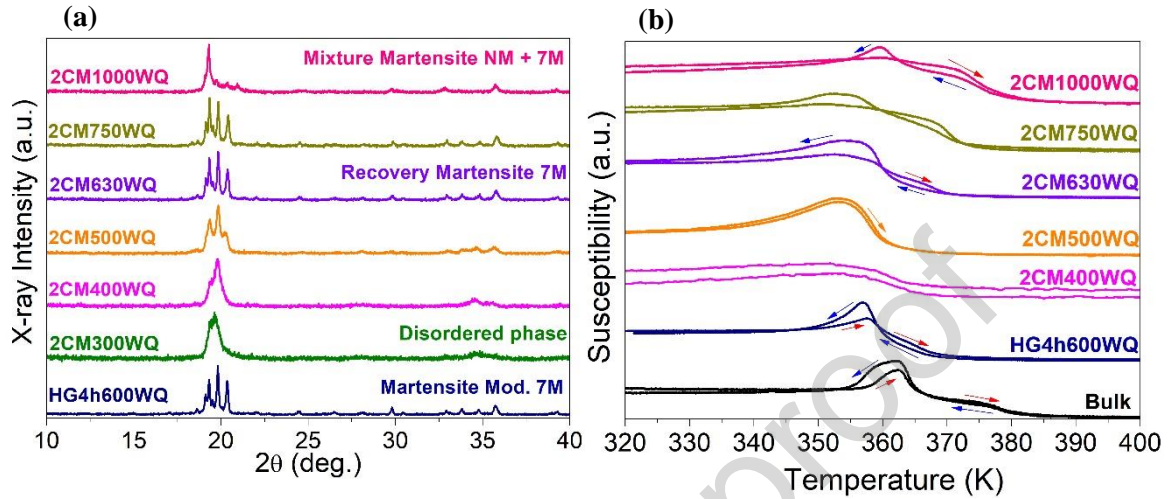 (a)
X-ray Intensity (a.u.)
2CM1000WQ
Mixture Martensite NM + 7M
2CM750WQ
2CM630WQ
Recovery Martensite 7M
2CM500WQ
2CM400WQ
2CM300WQ
Disordered phase
HG4h600WQ
Martensite Mod. 7M
10 15 20 25 30 35 40
2θ (deg.)
(b)
Susceptibility (a.u.)
2CM1000WQ
2CM750WQ
2CM630WQ
2CM500WQ
2CM400WQ
HG4h600WQ
Bulk
320 330 340 350 360 370 380 390 400
Temperature (K)
proof